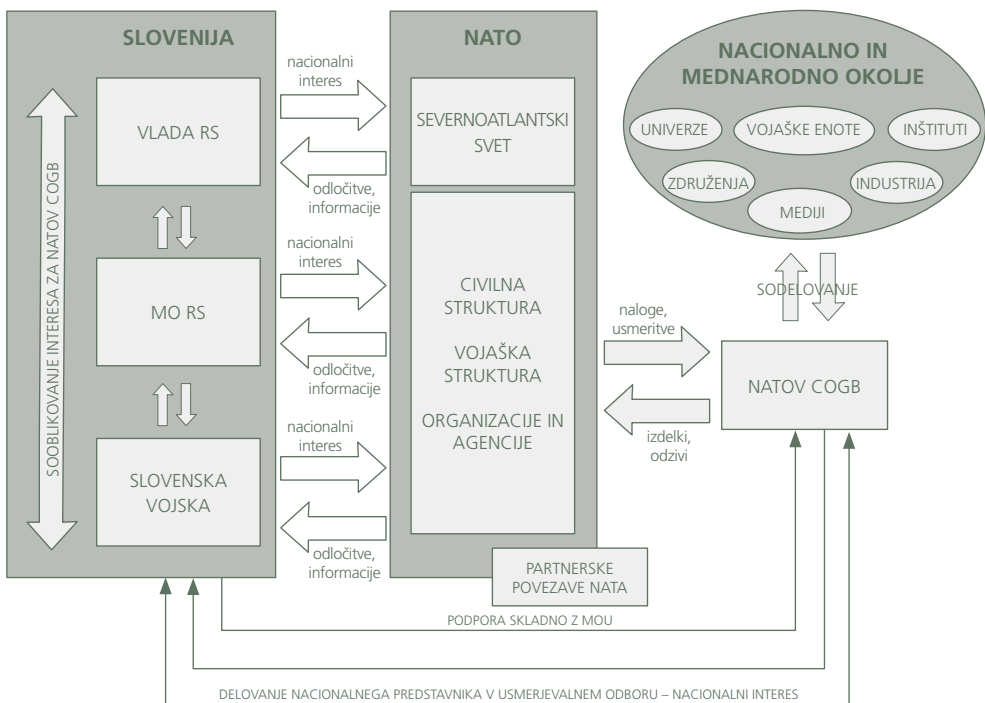 SLOVENIJA
SOOBLIKOVANJE INTERESA ZA NATOV COGB
VLADA RS
MO RS
SLOVENSKA
VOJSKA
nacionalni
interes
odločitve,
informacije
nacionalni
interes
odločitve,
informacije
nacionalni
interes
odločitve,
informacije
NATO
SEVERNOATLANTSKI
SVET
CIVILNA
STRUKTURA
VOJAŠKA
STRUKTURA
ORGANIZACIJE IN
AGENCIJE
PARTNERSKE
POVEZAVE NATA
NACIONALNO IN
MEDNARODNO OKOLJE
UNIVERZE
VOJAŠKE ENOTE
INŠTITUTI
ZDRUŽENJA
INDUSTRIJA
MEDIJI
SODELOVANJE
naloge,
usmeritve
NATOV COGB
izdelki,
odzivi
PODPORA SKLADNO Z MOU
DELOVANJE NACIONALNEGA PREDSTAVNIKA V USMERJEVALNEM ODBORU – NACIONALNI INTERES